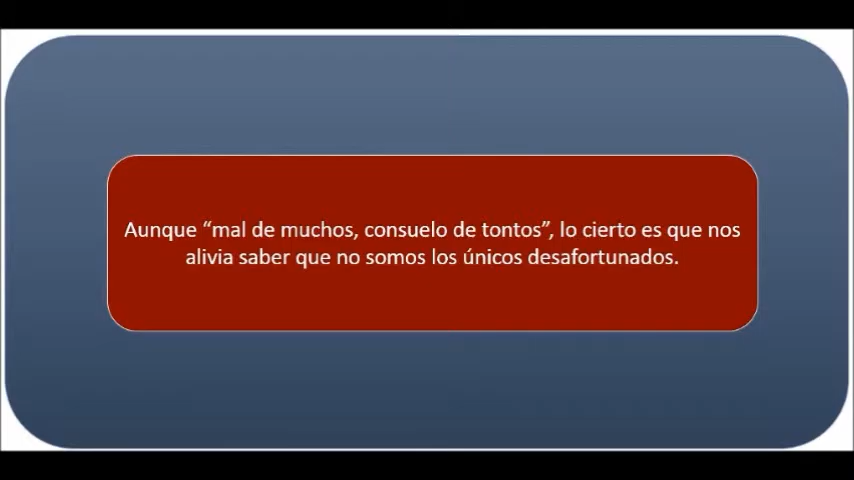 Aunque “mal de muchos, consuelo de tontos”, lo cierto es que nos
alivia saber que no somos los únicos desafortunados.